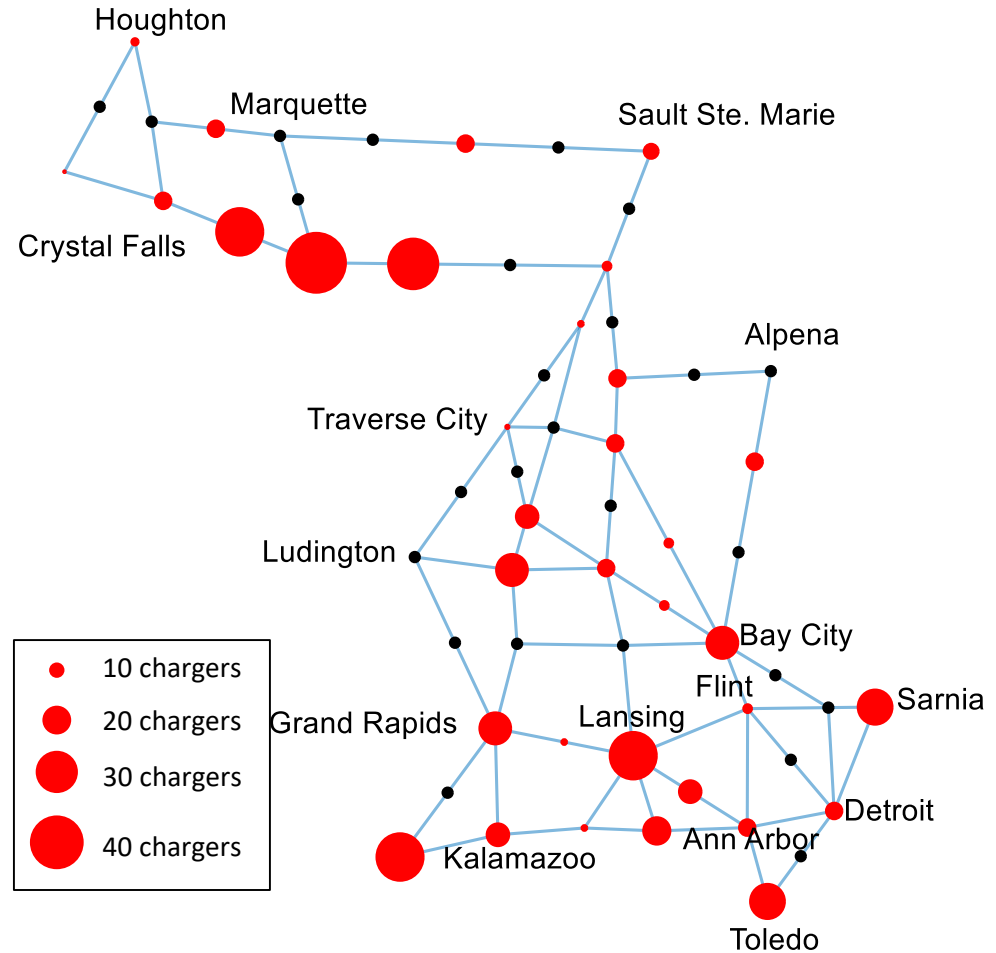 Houghton
Marquette
Sault Ste. Marie
Crystal Falls
Alpena
Traverse City
Ludington
Bay City
10 chargers
20 chargers
30 chargers
40 chargers
Flint
Sarnia
Grand Rapids
Lansing
Detroit
Ann Arbor
Kalamazoo
Toledo